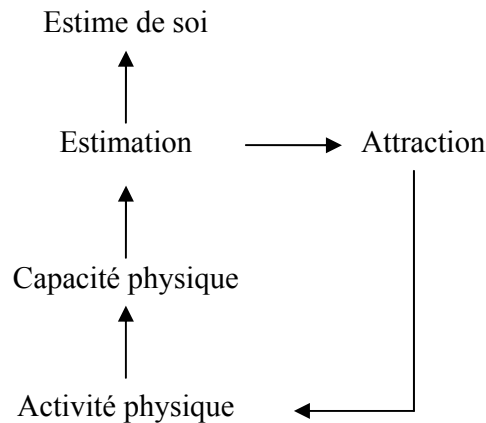 Estime de soi
Estimation
Attraction
Capacité physique
Activité physique